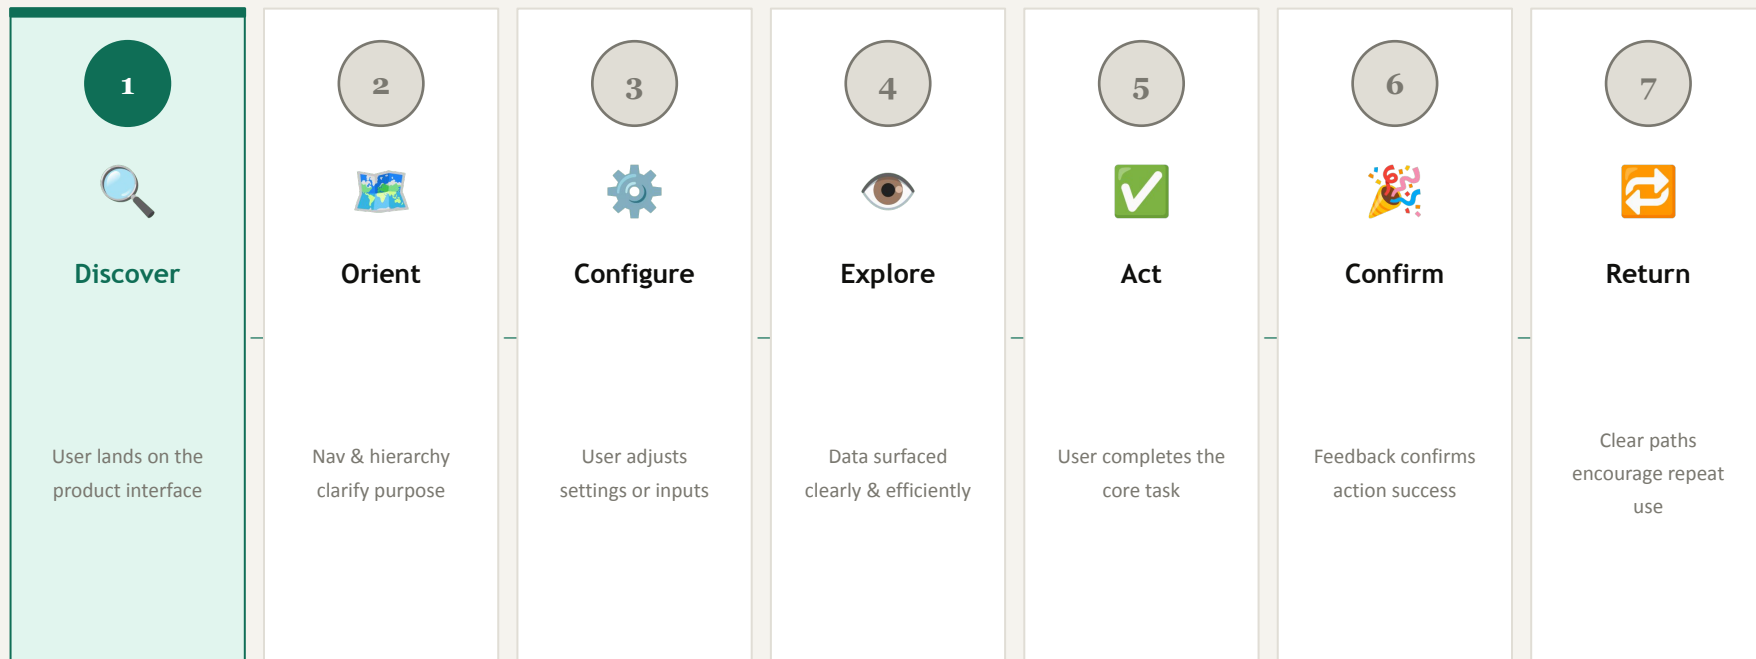 1
🔍
Discover
User lands on the
product interface
2
🗺️
Orient
Nav & hierarchy
clarify purpose
3
⚙️
Configure
User adjusts
settings or inputs
4
👁️
Explore
Data surfaced
clearly & efficiently
5
✅
Act
User completes the
core task
6
🎉
Confirm
Feedback confirms
action success
7
🔁
Return
Clear paths
encourage repeat
use